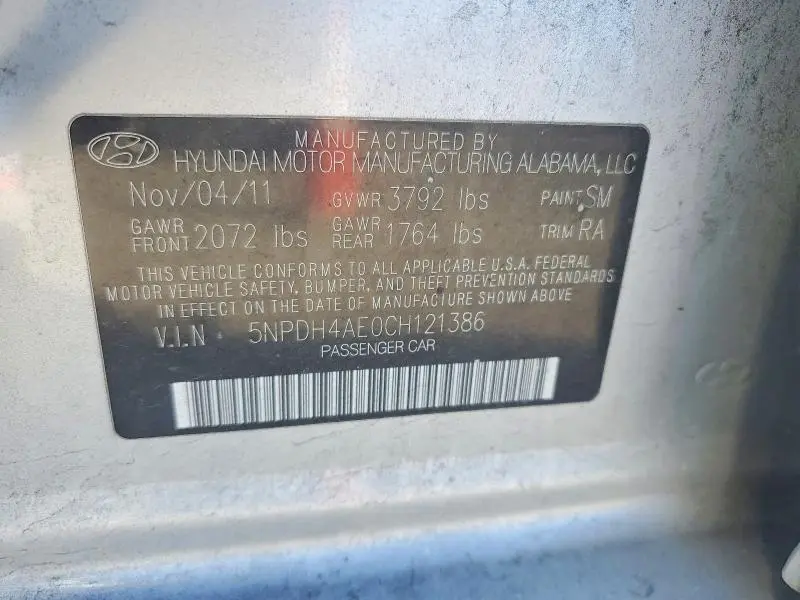 MANUFACTURED BY
HYUNDAI MOTOR MANUFACTURING ALABAMA, LLC
Nov/04/11 GVWR 3792 lbs PAINT SM
GAWR FRONT 2072 lbs GAWR REAR 1764 lbs TRIM RA
THIS VEHICLE CONFORMS TO ALL APPLICABLE U.S.A. FEDERAL
MOTOR VEHICLE SAFETY, BUMPER, AND THEFT PREVENTION STANDARDS
IN EFFECT ON THE DATE OF MANUFACTURE SHOWN ABOVE
V.I.N 5NPDH4AE0CH121386
PASSENGER CAR